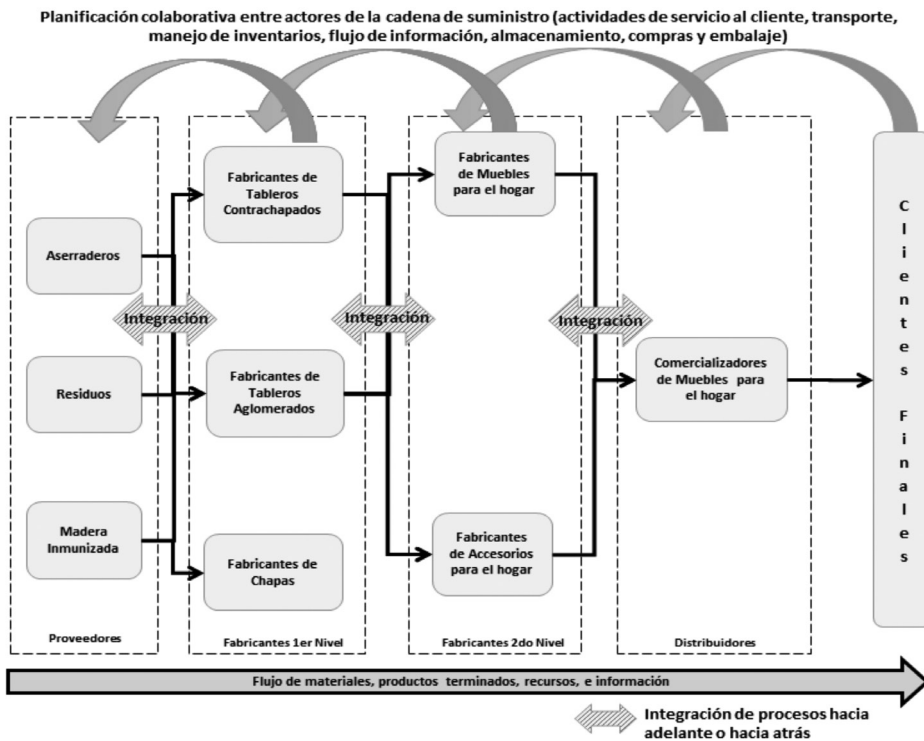 Planificación colaborativa entre actores de la cadena de suministro (actividades de servicio al cliente, transporte,
manejo de inventarios, flujo de información, almacenamiento, compras y embalaje)
Aserraderos
Residuos
Madera
Inmunizada
Proveedores
Integración
Fabricantes de
Tableros
Contrachapados
Fabricantes de
Tableros
Aglomerados
Fabricantes de
Chapas
Fabricantes 1er Nivel
Integración
Fabricantes
de Muebles
para el hogar
Fabricantes
de Accesorios
para el hogar
Fabricantes 2do Nivel
Integración
Comercializadores
de Muebles para
el hogar
Distribuidores
Clientes Finales
Flujo de materiales, productos terminados, recursos, e información
Integración de procesos hacia
adelante o hacia atrás